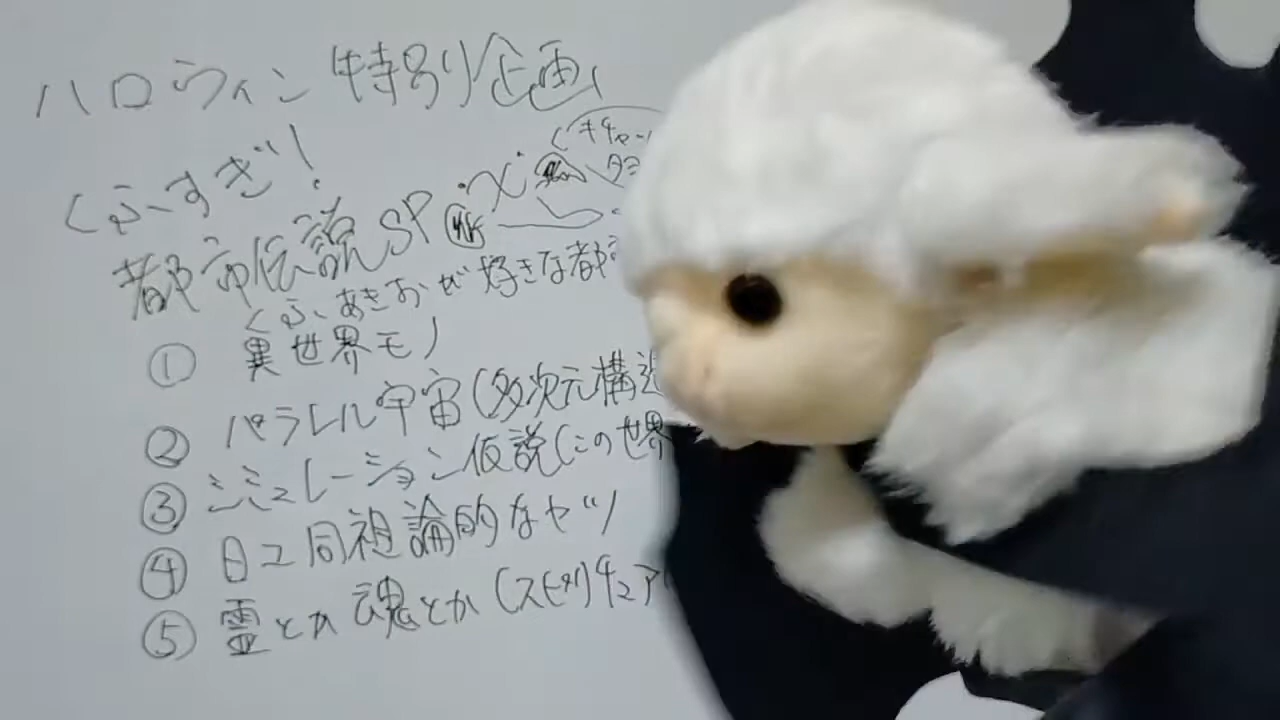 ハロウィン特別企画
くふすぎ!
都市伝説SP
くふ、あきおが好きな都市
① 異世界モノ
② パラレル宇宙(多次元構造
③ シミュレーション仮説(この世界
④ 日ユ同祖論的なヤツ
⑤ 霊とか魂とか(スピリチュアル